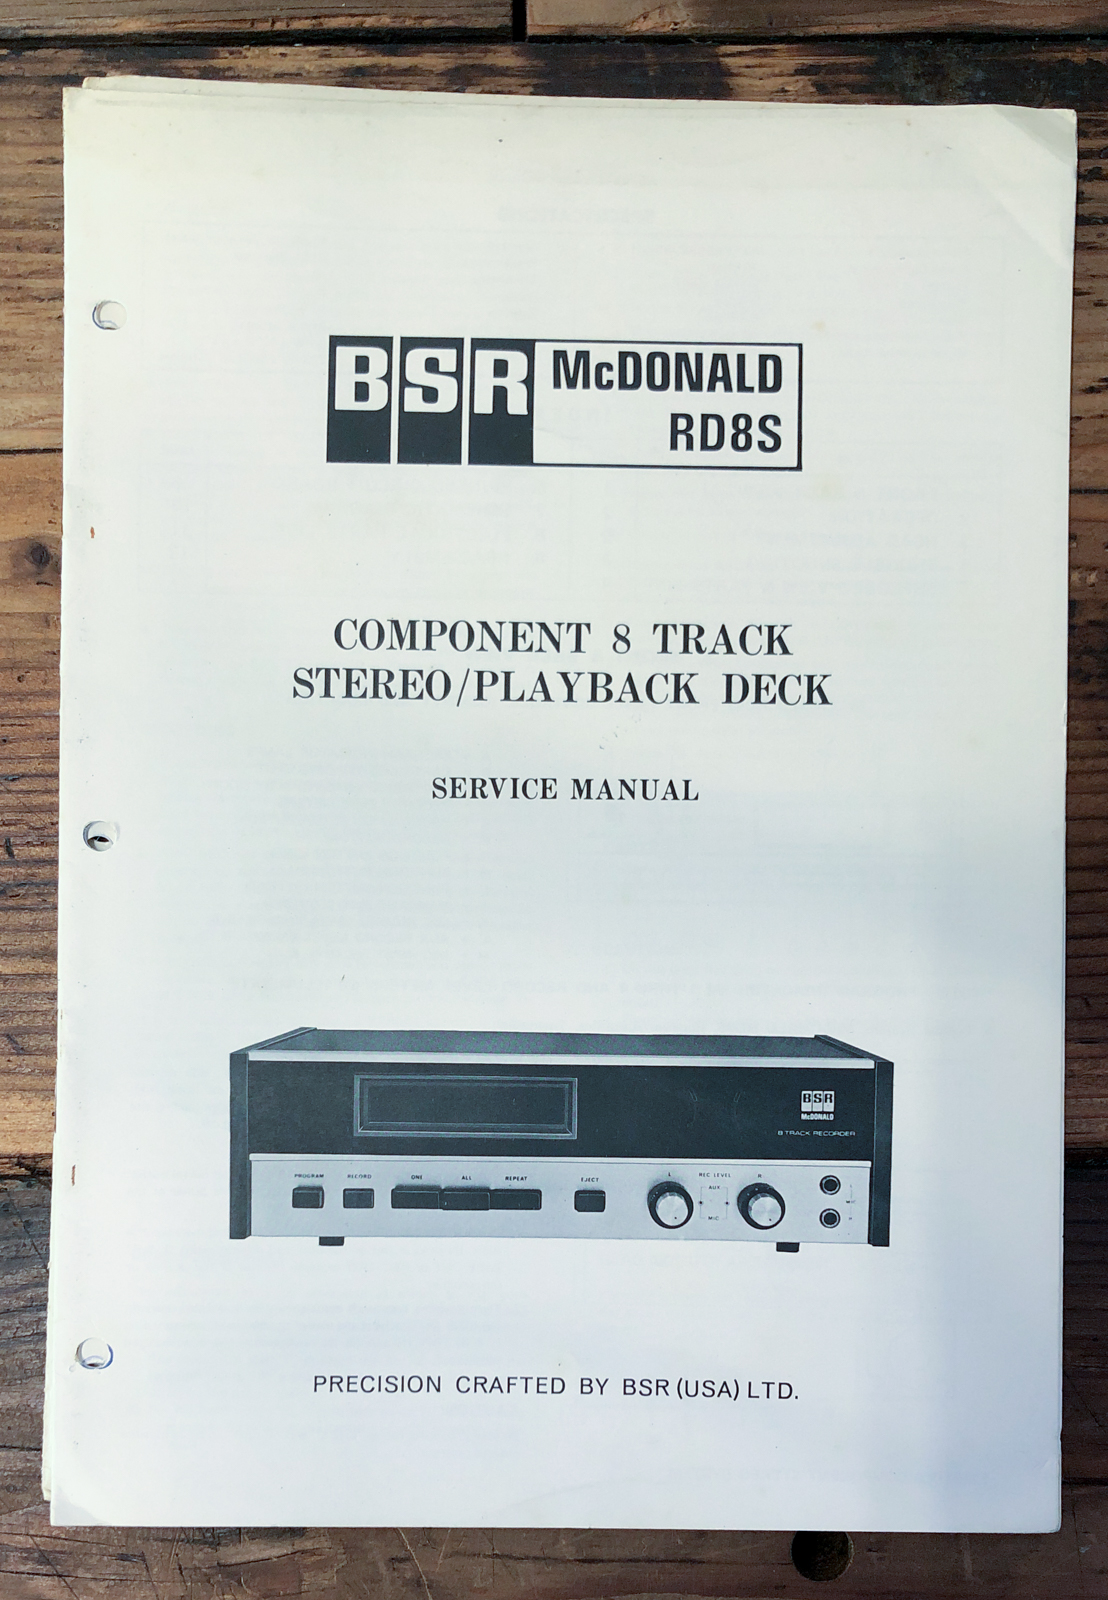 BSR McDONALD
RD8S
COMPONENT 8 TRACK
STEREO/PLAYBACK DECK
SERVICE MANUAL
BSR
McDONALD
8 TRACK RECORDER
PROGRAM RECORD ONE ALL REPEAT EJECT L REC LEVEL R
AUX
MIC
MIC
R
PRECISION CRAFTED BY BSR (USA) LTD.